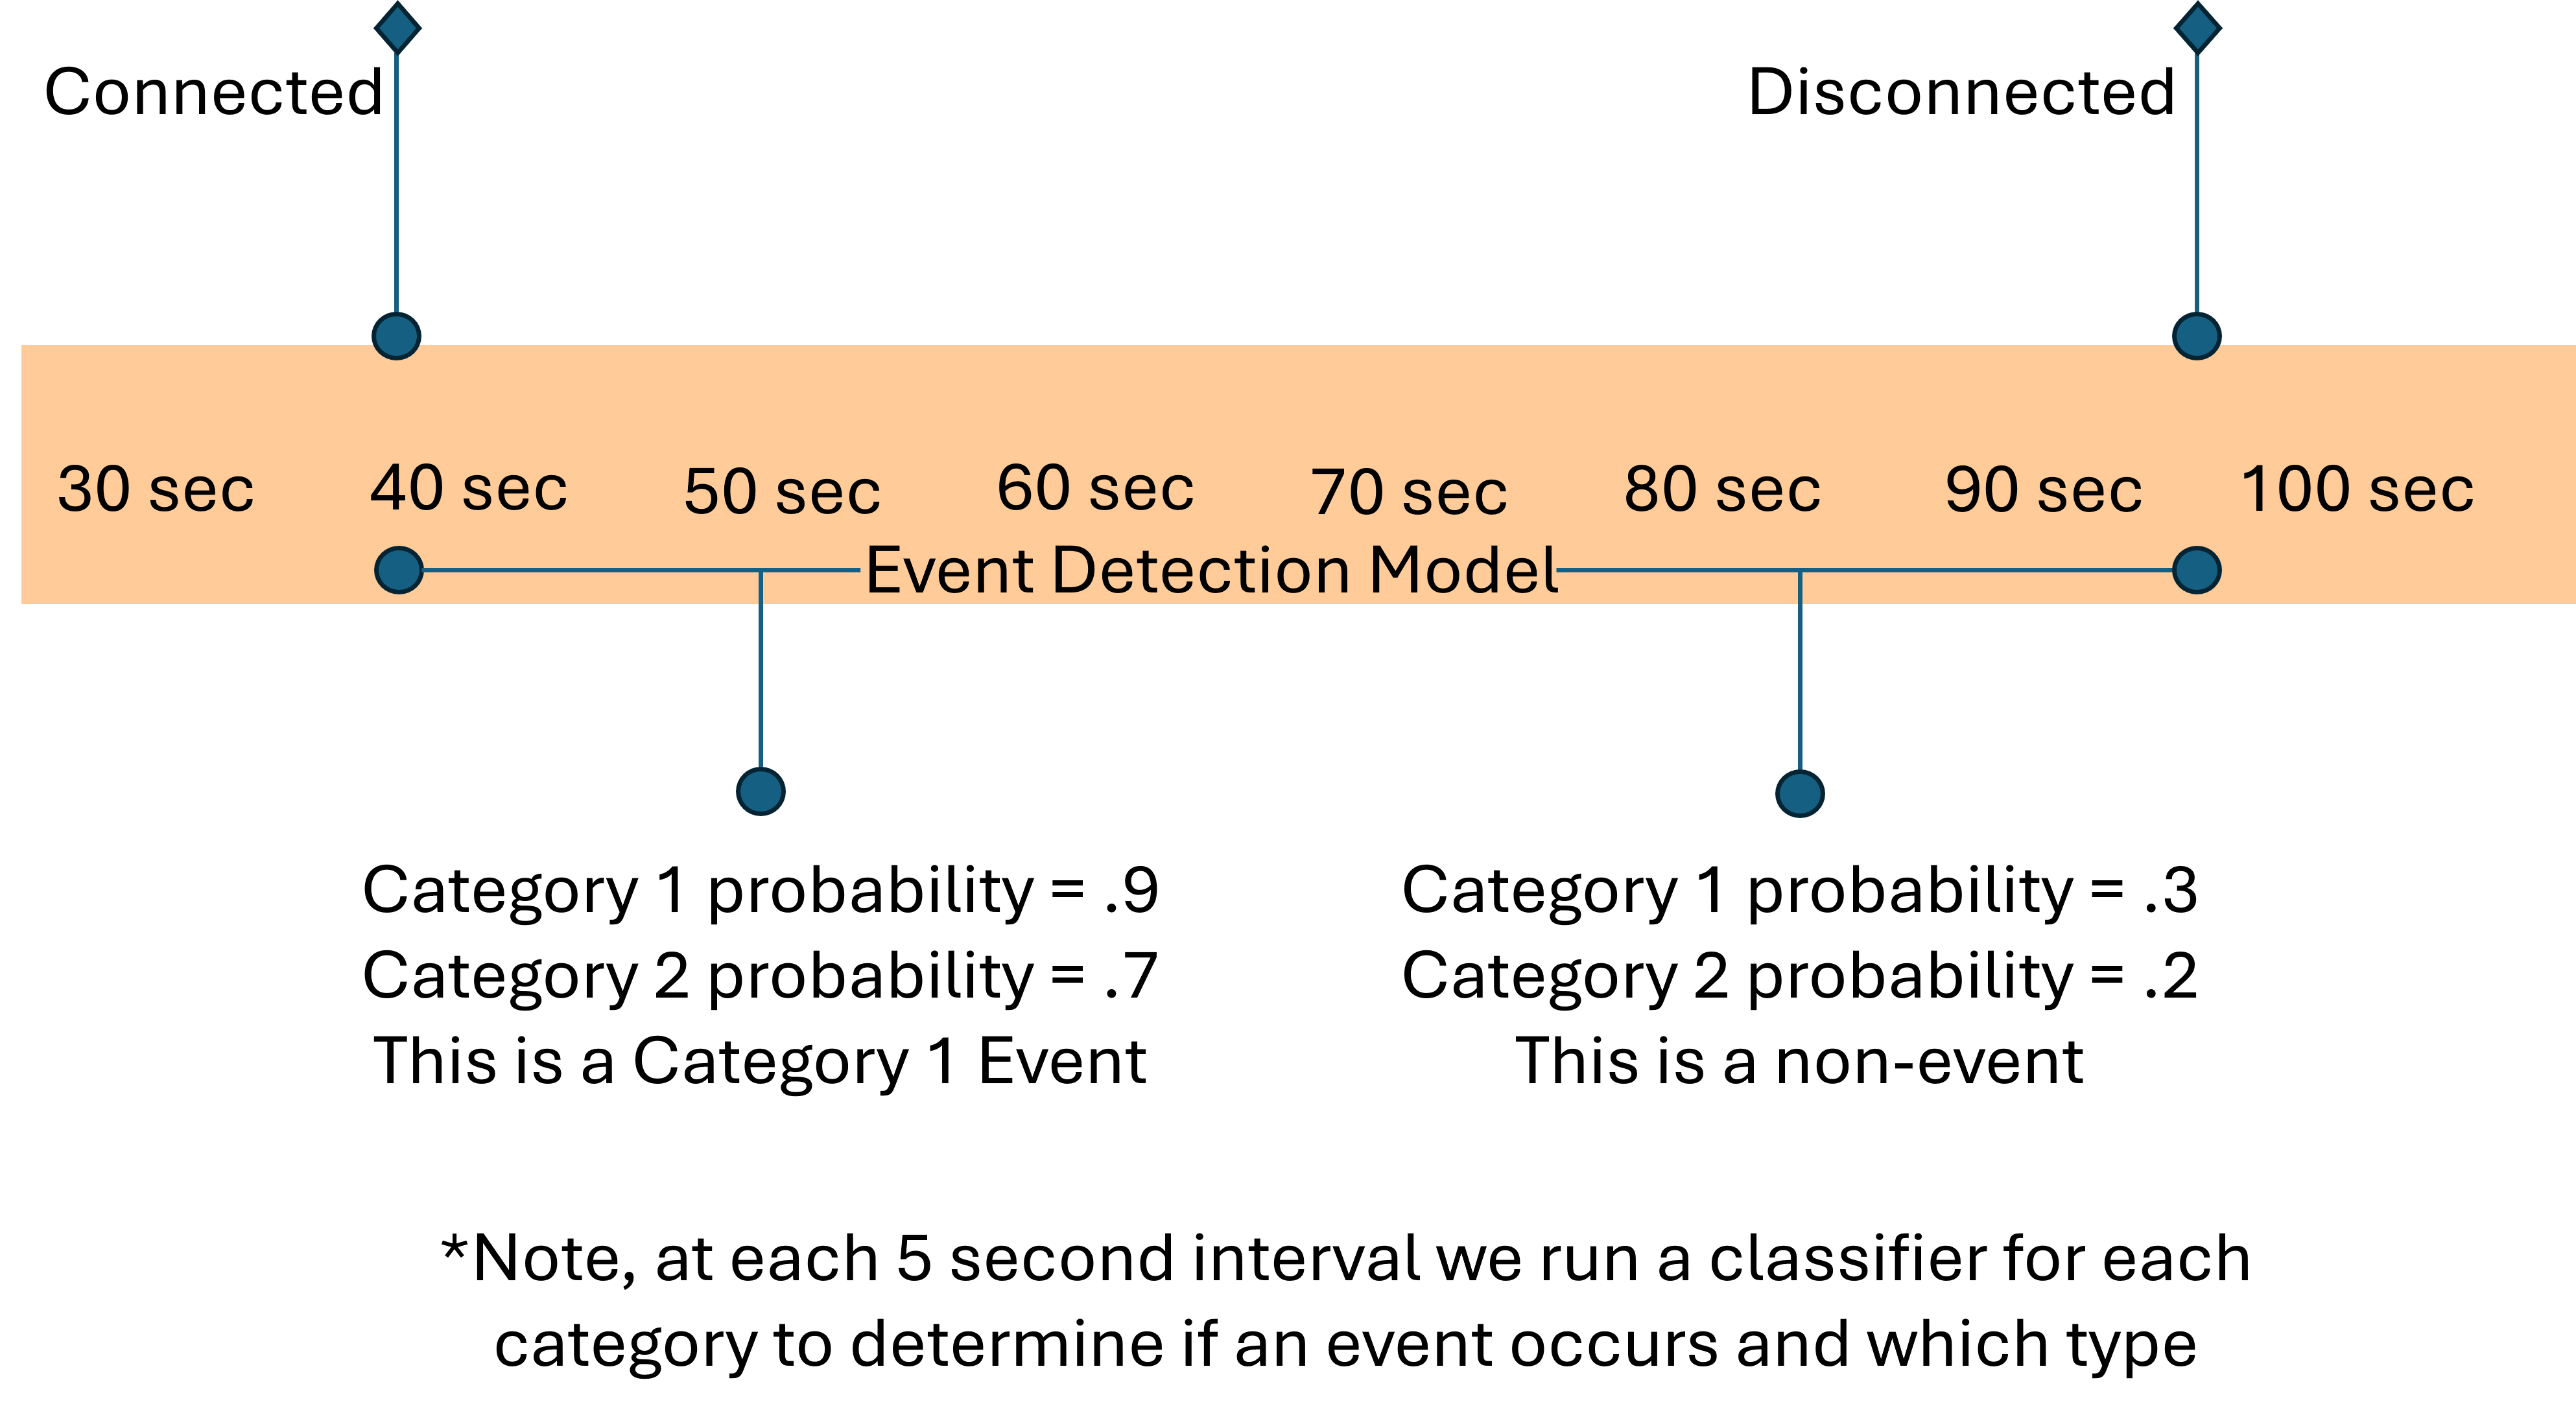 Connected
Disconnected
30 sec 40 sec 50 sec 60 sec 70 sec 80 sec 90 sec 100 sec
Event Detection Model
Category 1 probability = .9
Category 2 probability = .7
This is a Category 1 Event
Category 1 probability = .3
Category 2 probability = .2
This is a non-event
*Note, at each 5 second interval we run a classifier for each
category to determine if an event occurs and which type